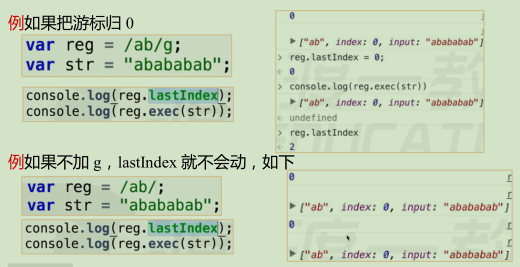 例如果把游标归 0
var reg = /ab/g;
var str = "abababab";
console.log(reg.lastIndex);
console.log(reg.exec(str));
0
▶ ["ab", index: 0, input: "abababab"]
> reg.lastIndex = 0;
< 0
> console.log(reg.exec(str))
▶ ["ab", index: 0, input: "abababab"]
< undefined
> reg.lastIndex
< 2
例如果不加 g，lastIndex 就不会动，如下
var reg = /ab/;
var str = "abababab";
console.log(reg.lastIndex);
console.log(reg.exec(str));
0
▶ ["ab", index: 0, input: "abababab"]
0
▶ ["ab", index: 0, input: "abababab"]